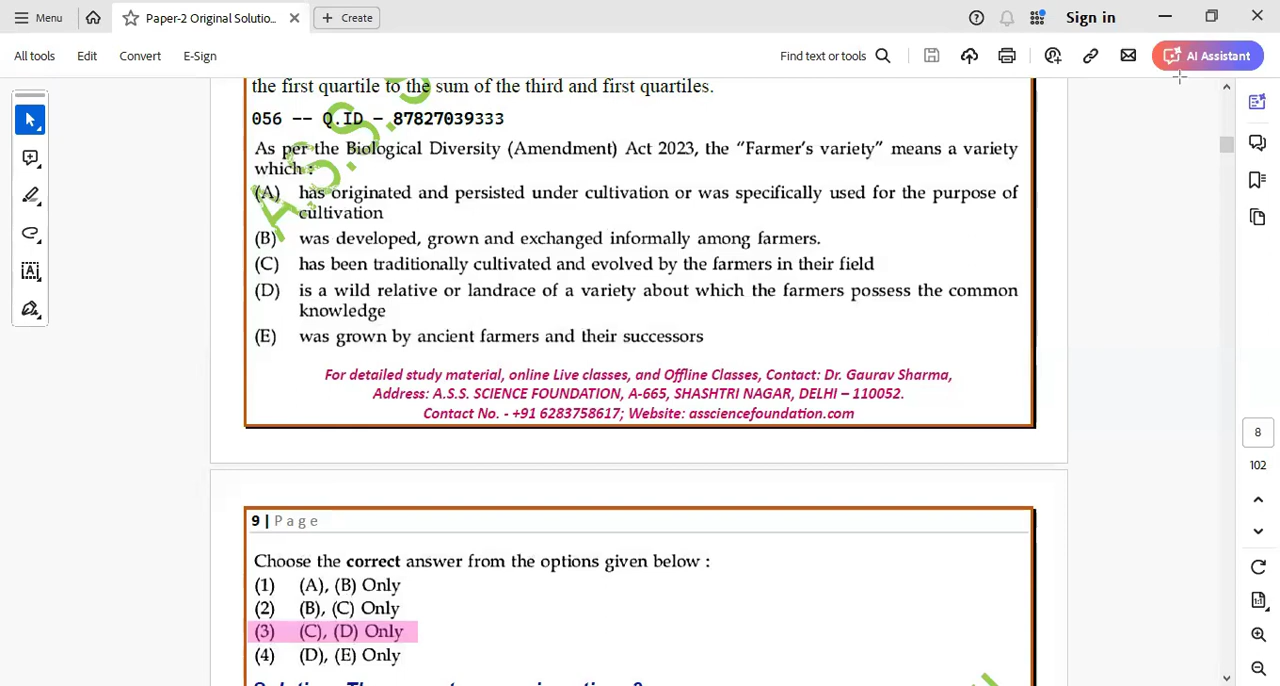 Menu
Paper-2 Original Solutio...
Create
Sign in
All tools
Edit
Convert
E-Sign
Find text or tools
AI Assistant
the first quartile to the sum of the third and first quartiles.
056 -- Q.ID - 87827039333
As per the Biological Diversity (Amendment) Act 2023, the "Farmer's variety" means a variety
which :
(A) has originated and persisted under cultivation or was specifically used for the purpose of
cultivation
(B) was developed, grown and exchanged informally among farmers.
(C) has been traditionally cultivated and evolved by the farmers in their field
(D) is a wild relative or landrace of a variety about which the farmers possess the common
knowledge
(E) was grown by ancient farmers and their successors
For detailed study material, online Live classes, and Offline Classes, Contact: Dr. Gaurav Sharma,
Address: A.S.S. SCIENCE FOUNDATION, A-665, SHASHTRI NAGAR, DELHI – 110052.
Contact No. - +91 6283758617; Website: assciencefoundation.com
8
102
9 | Page
Choose the correct answer from the options given below :
(1) (A), (B) Only
(2) (B), (C) Only
(3) (C), (D) Only
(4) (D), (E) Only